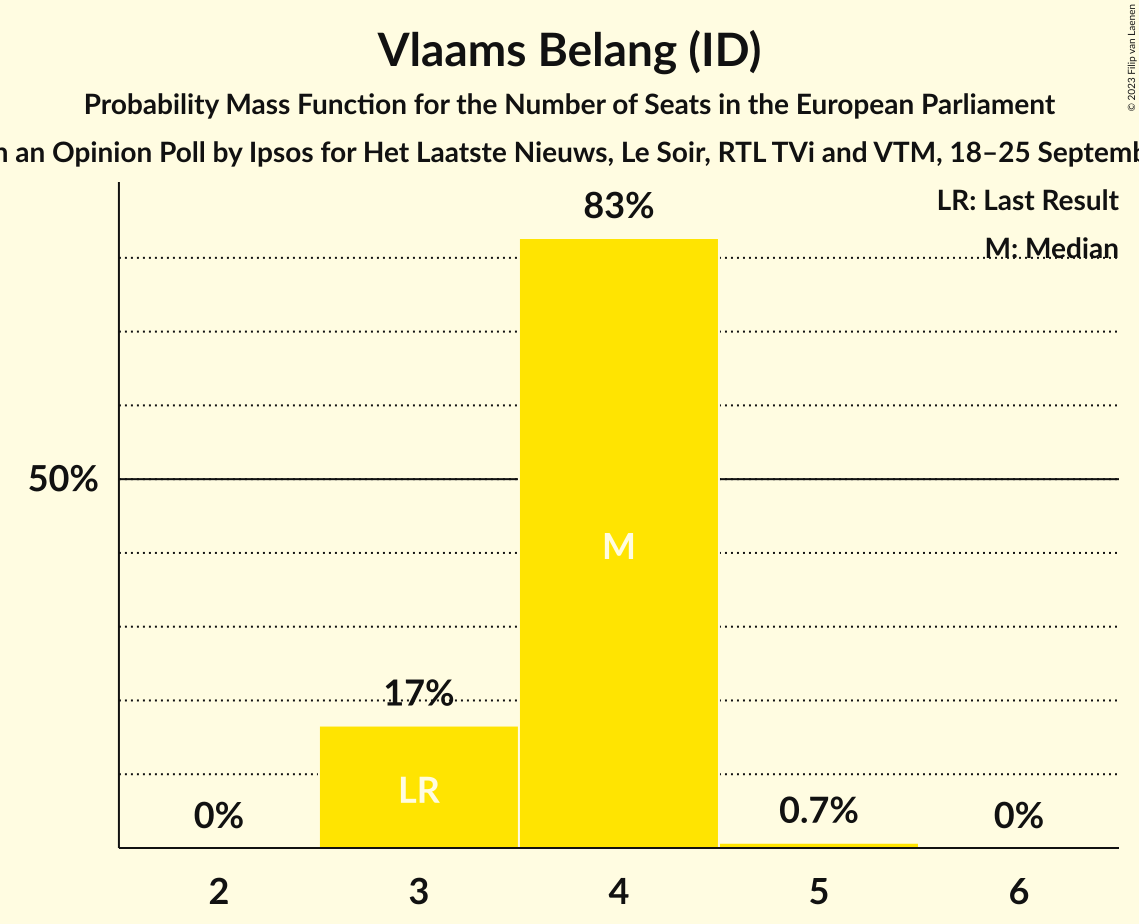 Vlaams Belang (ID)
Probability Mass Function for the Number of Seats in the European Parliament
an Opinion Poll by Ipsos for Het Laatste Nieuws, Le Soir, RTL TVi and VTM, 18–25
© 2023 Filip van Laenen
LR: Last Result
M: Median
83%
50%
M
17%
LR
0%
0.7%
0%
2 3 4 5 6